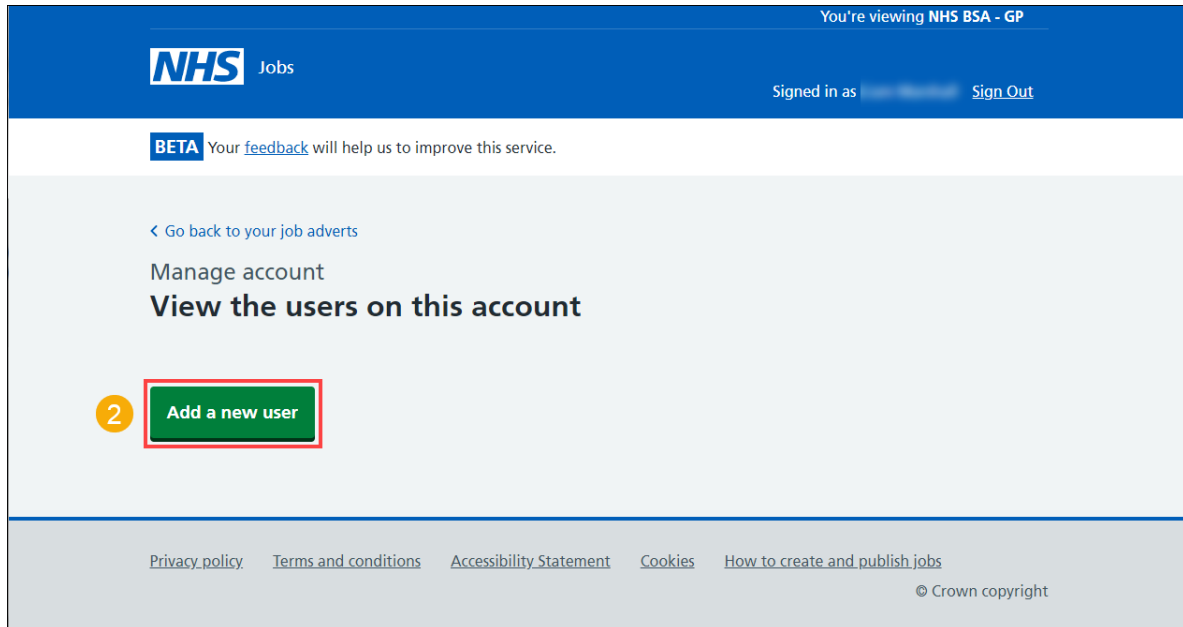 You're viewing NHS BSA - GP
NHS Jobs
Signed in as Sign Out
BETA Your feedback will help us to improve this service.
Go back to your job adverts
Manage account
View the users on this account
2 Add a new user
Privacy policy Terms and conditions Accessibility Statement Cookies How to create and publish jobs
© Crown copyright